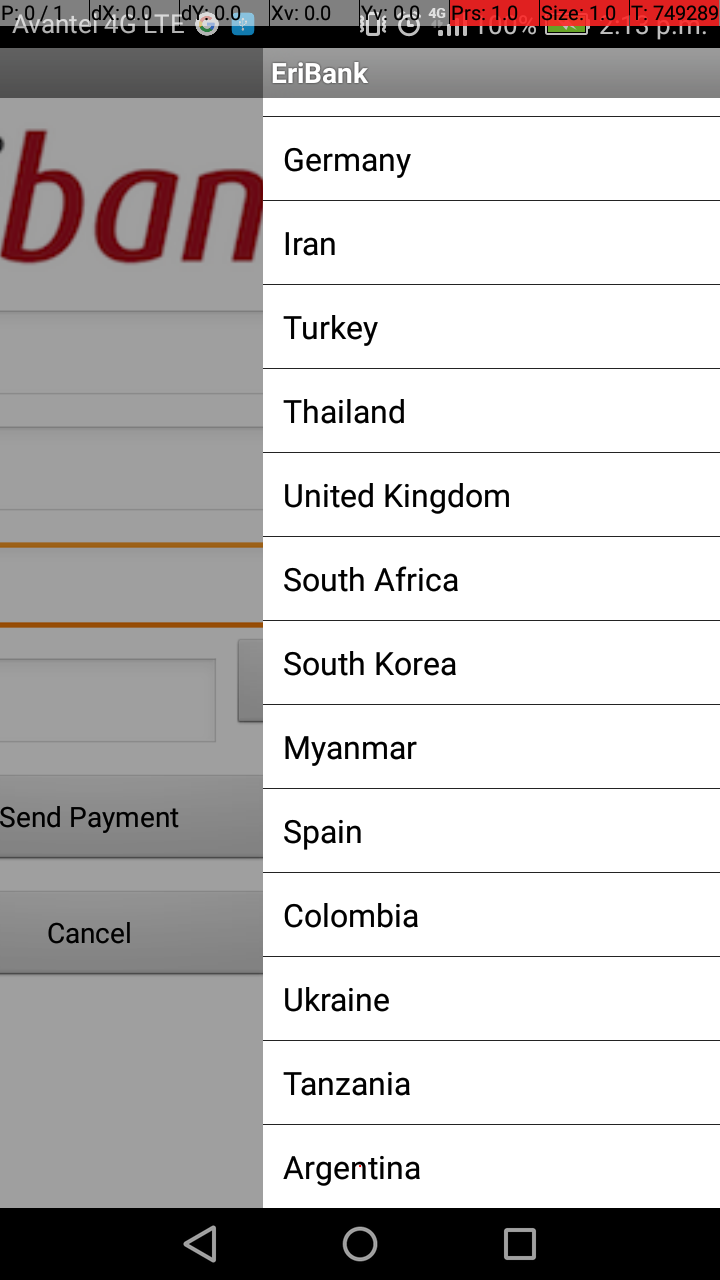 P: 0 / 1 dX: 0.0 dY: 0.0 Xv: 0.0 Yv: 0.0 Prs: 1.0 Size: 1.0 T: 749289
Avantel 4G LTE 4G 100% 2:13 p.m.
EriBank
ban
Germany
Iran
Turkey
Thailand
United Kingdom
South Africa
South Korea
Myanmar
Send Payment
Spain
Colombia
Cancel
Ukraine
Tanzania
Argentina